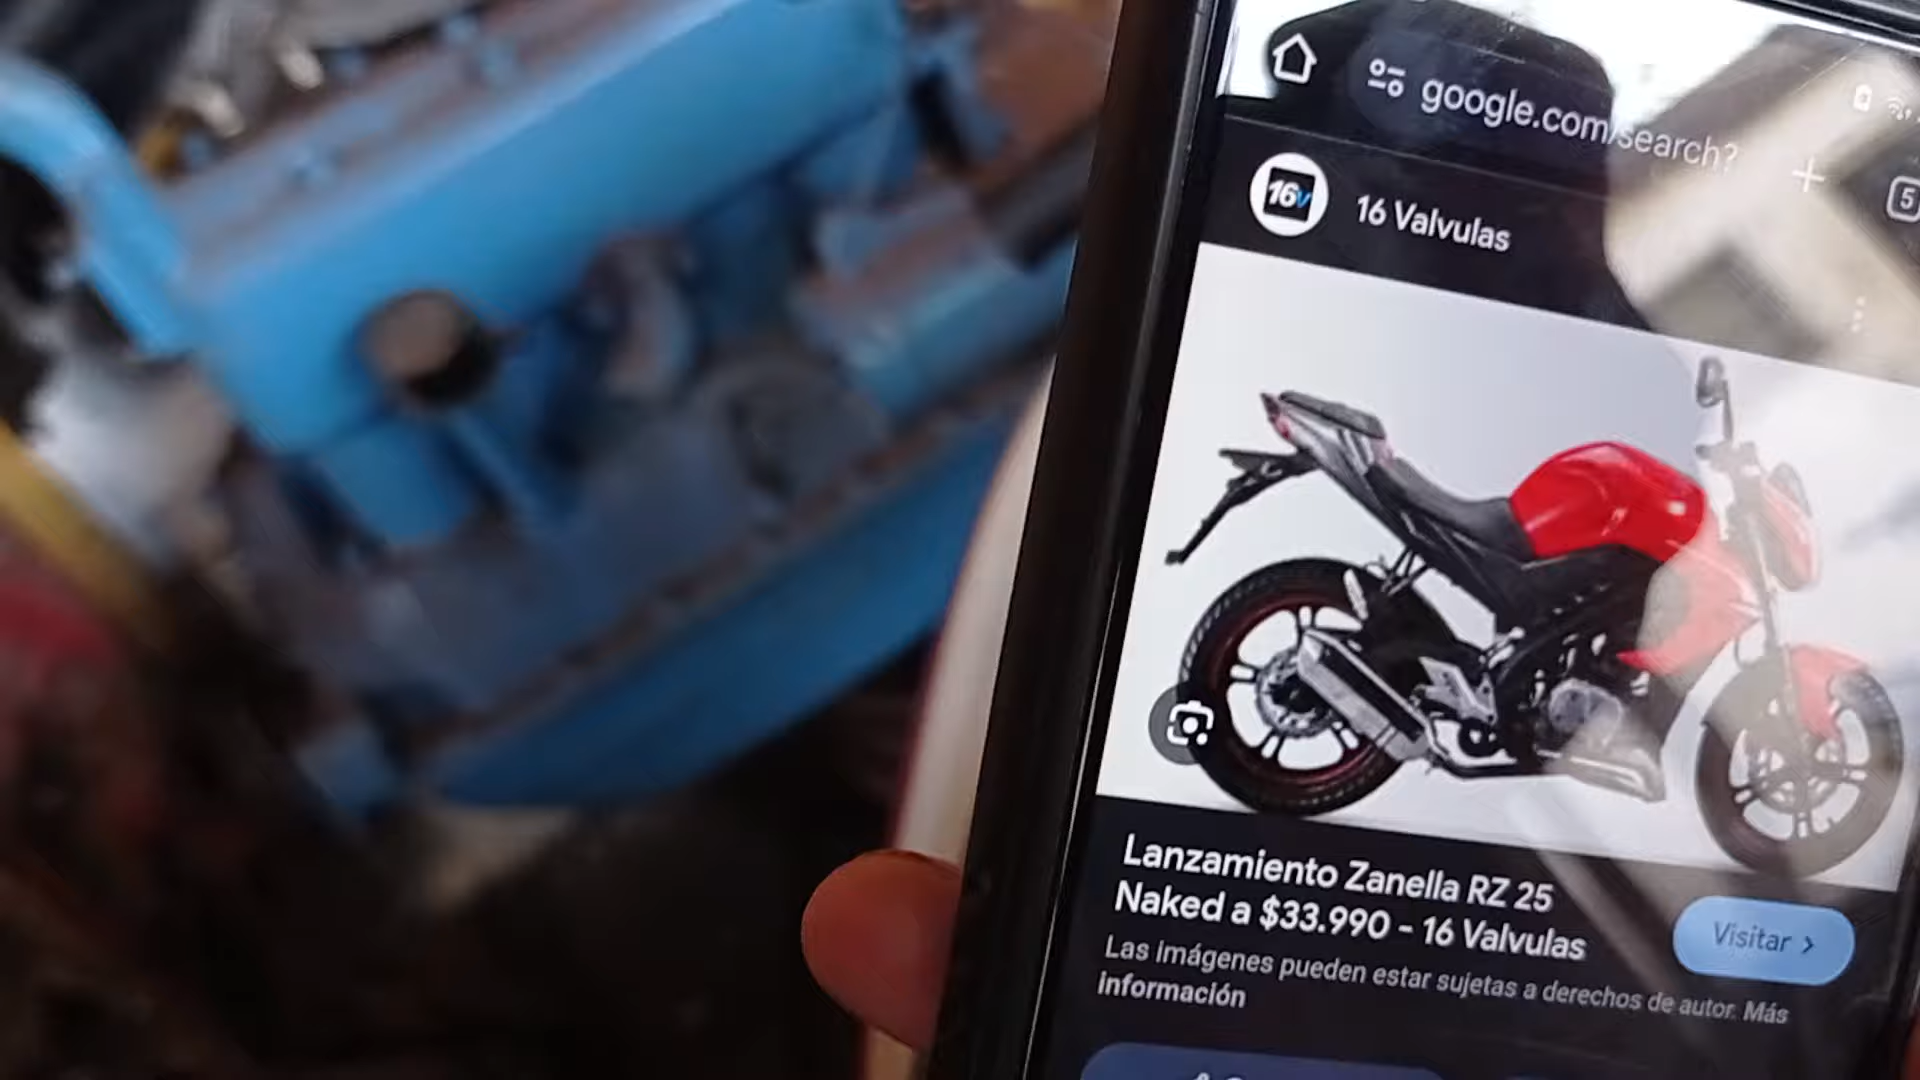 google.com/search?
5
16v
16 Valvulas
Lanzamiento Zanella RZ 25
Naked a $33.990 - 16 Valvulas
Visitar >
Las imágenes pueden estar sujetas a derechos de autor. Más
información